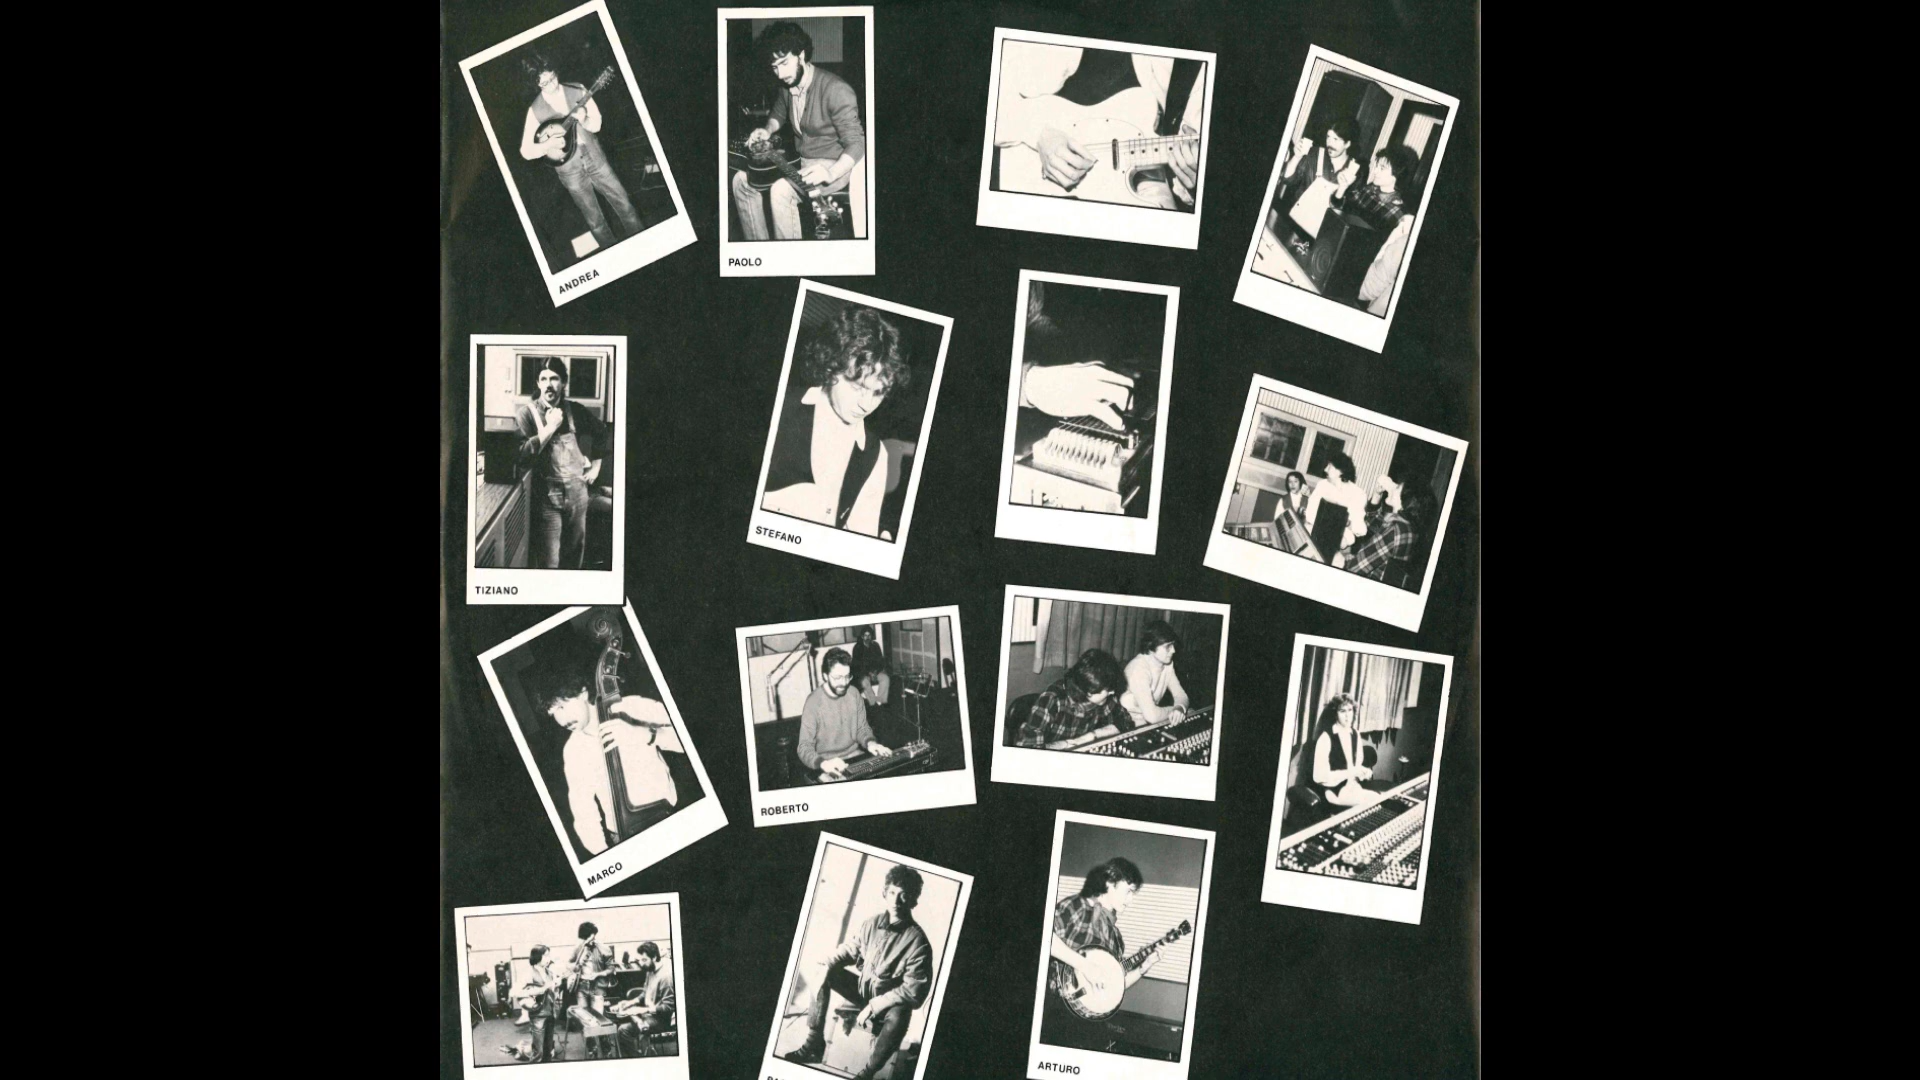 ANDREA
PAOLO
TIZIANO
STEFANO
MARCO
ROBERTO
ARTURO